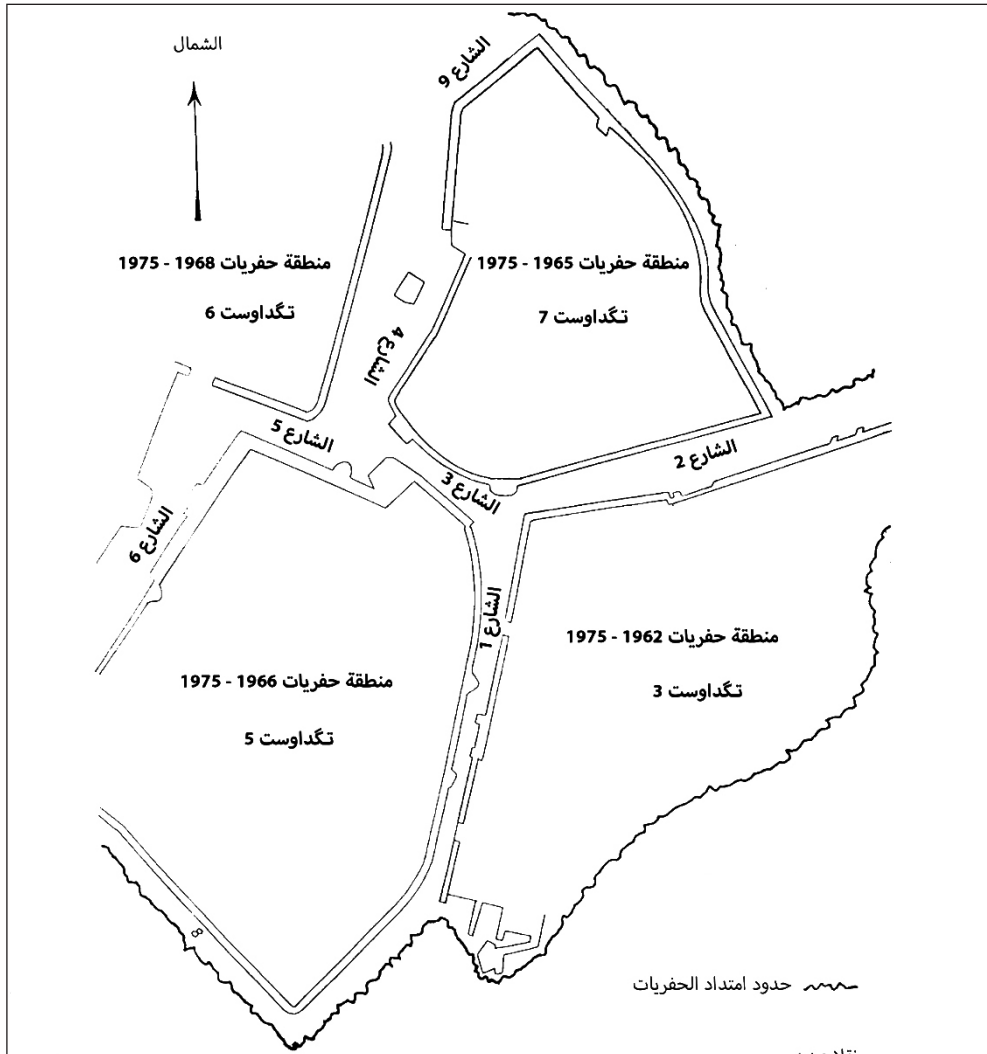 الشمال
الشارع 9
منطقة حفريات 1965 - 1975
تگداوست 7
منطقة حفريات 1968 - 1975
تگداوست 6
الشارع 4
الشارع 5
الشارع 2
الشارع 3
الشارع 6
الشارع 1
منطقة حفريات 1962 - 1975
تگداوست 3
منطقة حفريات 1966 - 1975
تگداوست 5
8
حدود امتداد الحفريات